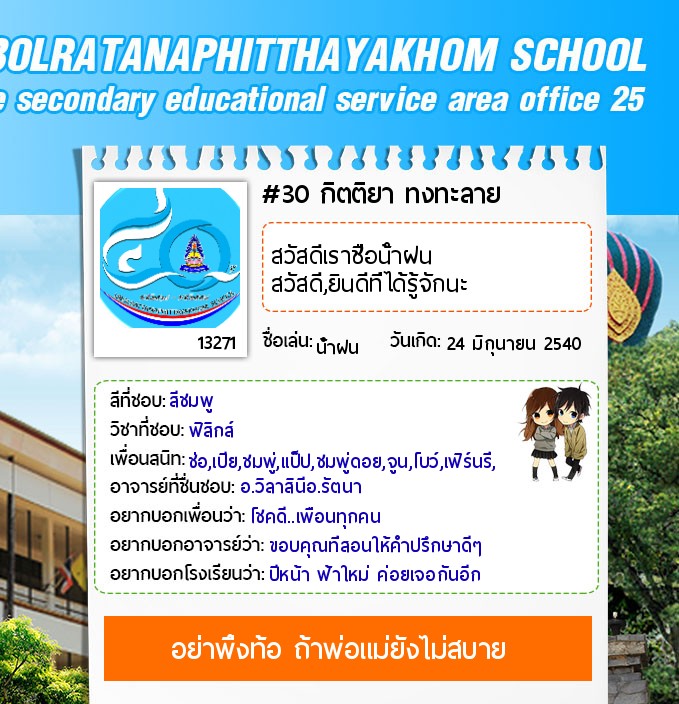 BOLRATANAPHITTHAYAKHOM SCHOOL
e secondary educational service area office 25
#30 กิตติยา ทงทะลาย
สวัสดีเราชือน้ำฝน
สวัสดี,ยินดีทีได้รู้จักนะ
13271
ชื่อเล่น: น้ำฝน วันเกิด: 24 มิถุนายน 2540
สีที่ชอบ: สีชมพู
วิชาที่ชอบ: ฟิสิกส์
เพื่อนสนิท: ช่อ,เปีย,ชมพู่,แป็ป,ชมพู่ดอย,จูน,โบว์,เฟิร์นรี,
อาจารย์ที่ชื่นชอบ: อ.วิลาสินีอ.รัตนา
อยากบอกเพื่อนว่า: โชคดี..เพือนทุกคน
อยากบอกอาจารย์ว่า: ขอบคุณทีสอนให้คำปรึกษาดีๆ
อยากบอกโรงเรียนว่า: ปีหน้า ฟ้าใหม่ ค่อยเจอกันอีก
อย่าพึงท้อ ถ้าพ่อแม่ยังไม่สบาย